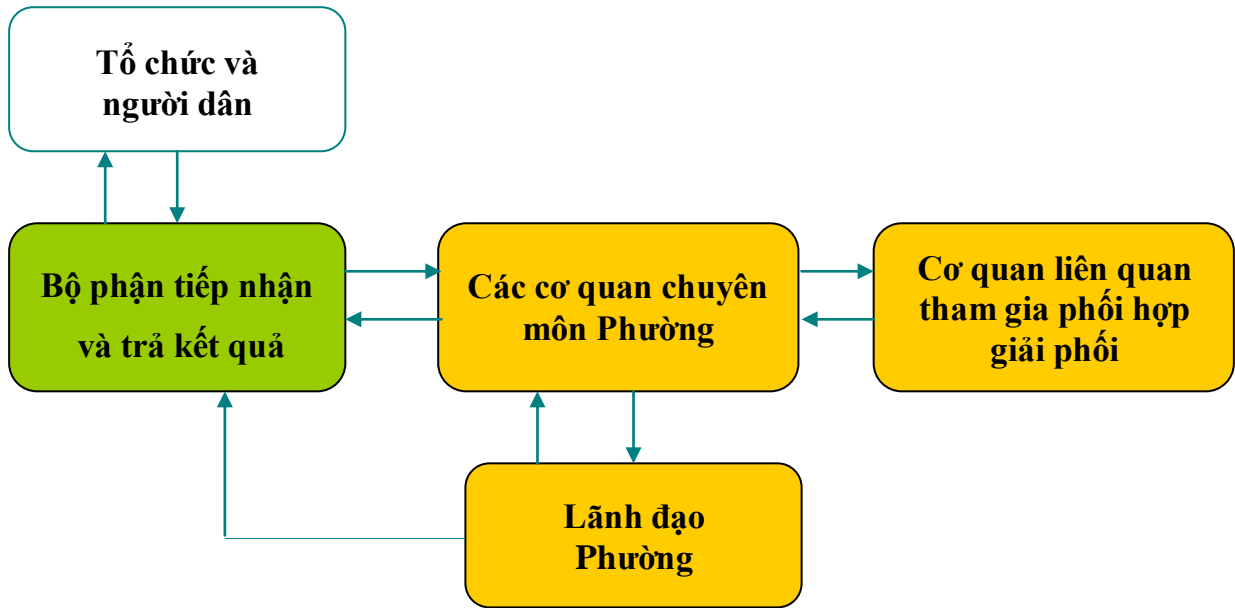 Tổ chức và
người dân
Bộ phận tiếp nhận
và trả kết quả
Các cơ quan chuyên
môn Phường
Cơ quan liên quan
tham gia phối hợp
giải phối
Lãnh đạo
Phường